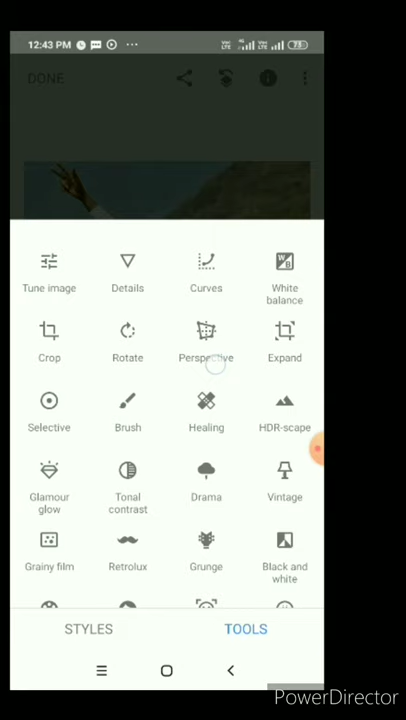 12:43 PM
73
DONE
Tune image
Details
Curves
White balance
Crop
Rotate
Perspective
Expand
Selective
Brush
Healing
HDR-scape
Glamour glow
Tonal contrast
Drama
Vintage
Grainy film
Retrolux
Grunge
Black and white
STYLES
TOOLS
PowerDirector